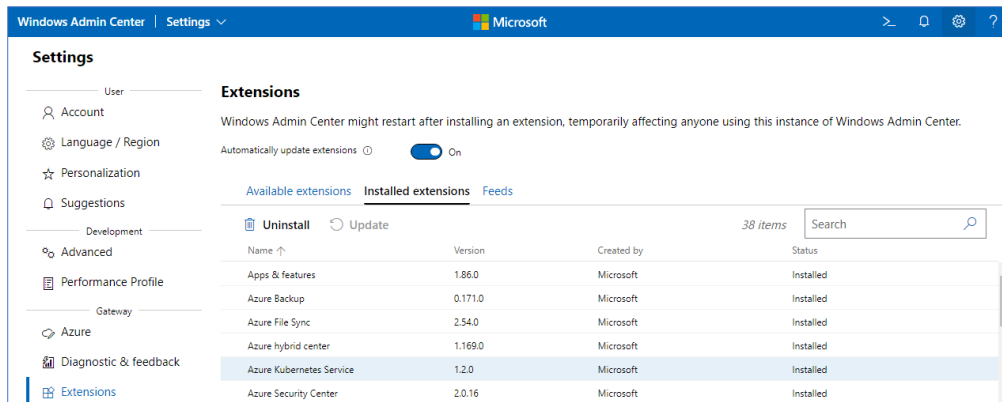 Windows Admin Center | Settings
Microsoft
>_
?
Settings
User
Account
Language / Region
Personalization
Suggestions
Development
Advanced
Performance Profile
Gateway
Azure
Diagnostic & feedback
Extensions
Extensions
Windows Admin Center might restart after installing an extension, temporarily affecting anyone using this instance of Windows Admin Center.
Automatically update extensions On
Available extensions Installed extensions Feeds
Uninstall Update 38 items Search
Name ↑ Version Created by Status
Apps & features 1.86.0 Microsoft Installed
Azure Backup 0.171.0 Microsoft Installed
Azure File Sync 2.54.0 Microsoft Installed
Azure hybrid center 1.169.0 Microsoft Installed
Azure Kubernetes Service 1.2.0 Microsoft Installed
Azure Security Center 2.0.16 Microsoft Installed